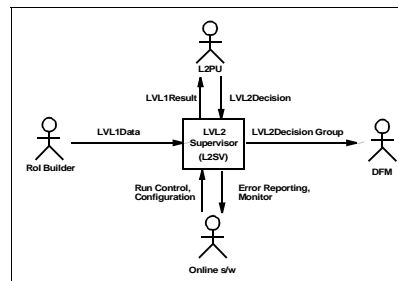 L2PU
LVL1Result
LVL2Decision
LVL1Data
LVL2
Supervisor
(L2SV)
LVL2Decision Group
RoI Builder
DFM
Run Control,
Configuration
Error Reporting,
Monitor
Online s/w